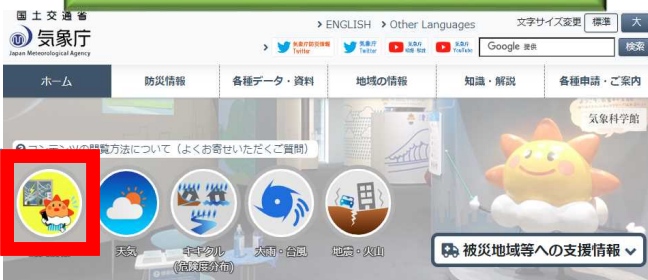 国土交通省
気象庁
Japan Meteorological Agency
> ENGLISH > Other Languages
文字サイズ変更 標準 大
> 気象庁防災情報 Twitter 気象庁 Twitter 気象庁 YouTube Google 提供 検索
ホーム 防災情報 各種データ・資料 地域の情報 知識・解説 各種申請・ご案内
気象科学館
コンテンツの閲覧方法について（よくお寄せいただくご質問）
天気 キキクル (危険度分布) 大雨・台風 地震・火山
被災地域等への支援情報